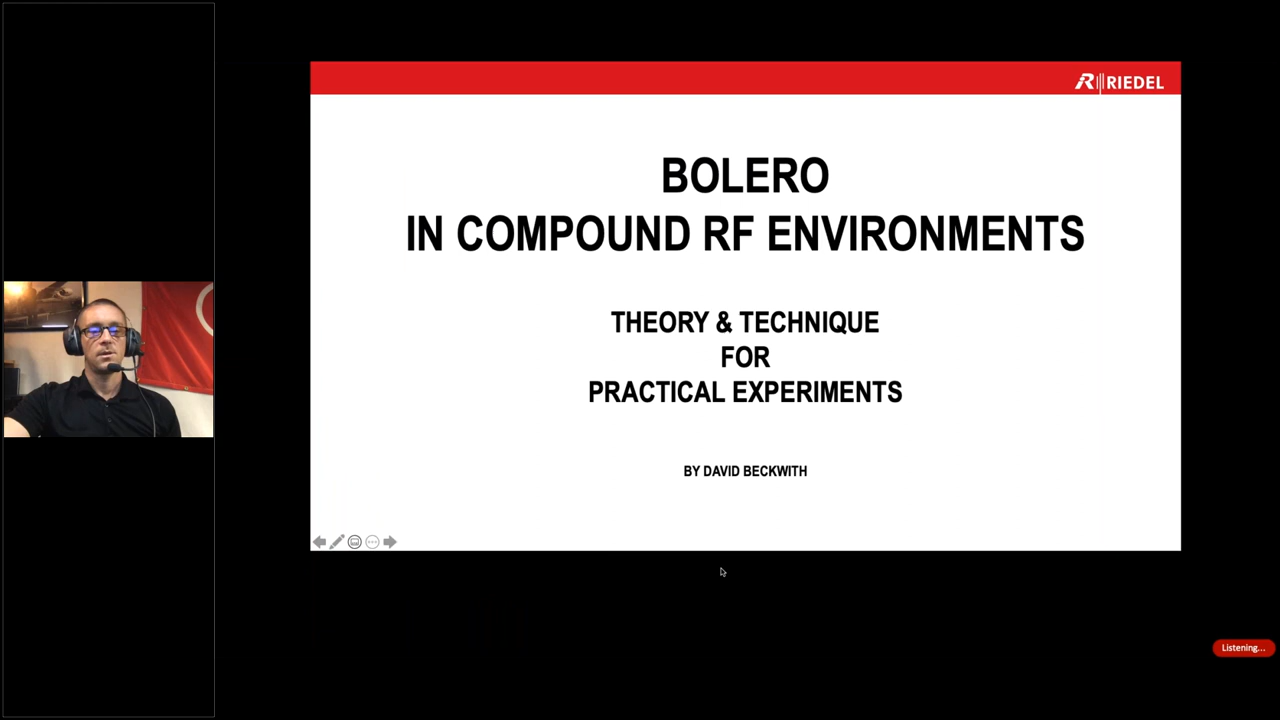 RIEDEL
BOLERO
IN COMPOUND RF ENVIRONMENTS
THEORY & TECHNIQUE
FOR
PRACTICAL EXPERIMENTS
BY DAVID BECKWITH
Listening...